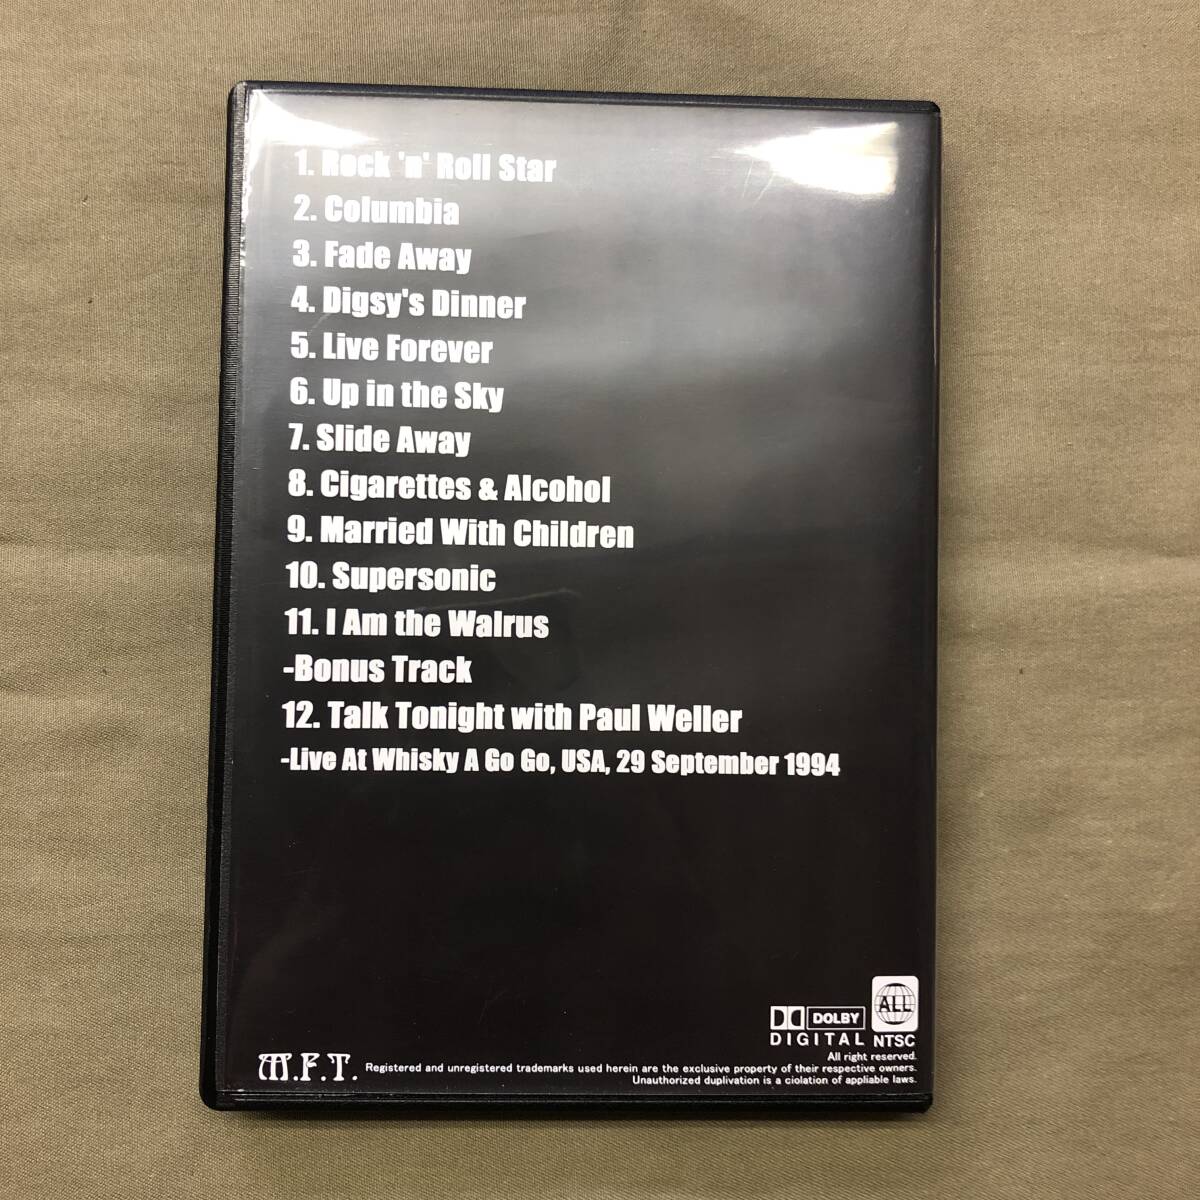 1. Rock 'n' Roll Star
2. Columbia
3. Fade Away
4. Digsy's Dinner
5. Live Forever
6. Up in the Sky
7. Slide Away
8. Cigarettes & Alcohol
9. Married With Children
10. Supersonic
11. I Am the Walrus
-Bonus Track
12. Talk Tonight with Paul Weller
-Live At Whisky A Go Go, USA, 29 September 1994
DOLBY
DIGITAL
ALL
NTSC
All right reserved.
M.F.T.
Registered and unregistered trademarks used herein are the exclusive property of their respective owners.
Unauthorized duplivation is a ciolation of appliable laws.